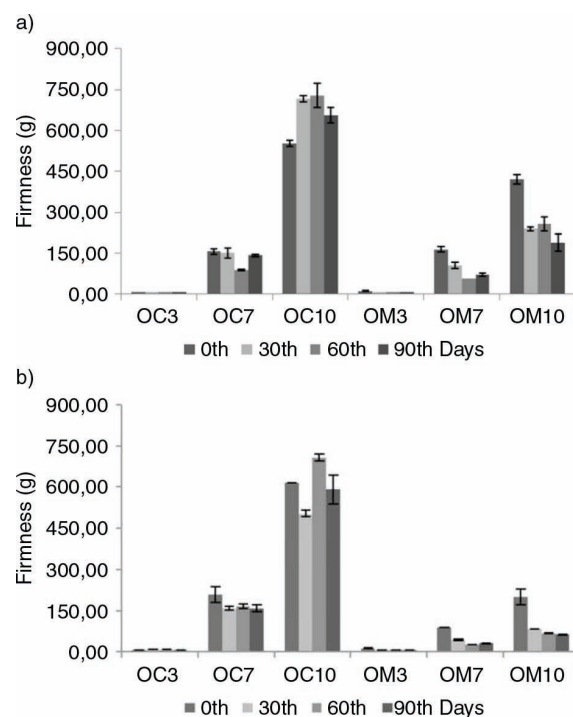 a)
900,00
750,00
600,00
450,00
300,00
150,00
0,00
Firmness (g)
OC3 OC7 OC10 OM3 OM7 OM10
0th 30th 60th 90th Days
b)
900,00
750,00
600,00
450,00
300,00
150,00
0,00
Firmness (g)
OC3 OC7 OC10 OM3 OM7 OM10
0th 30th 60th 90th Days